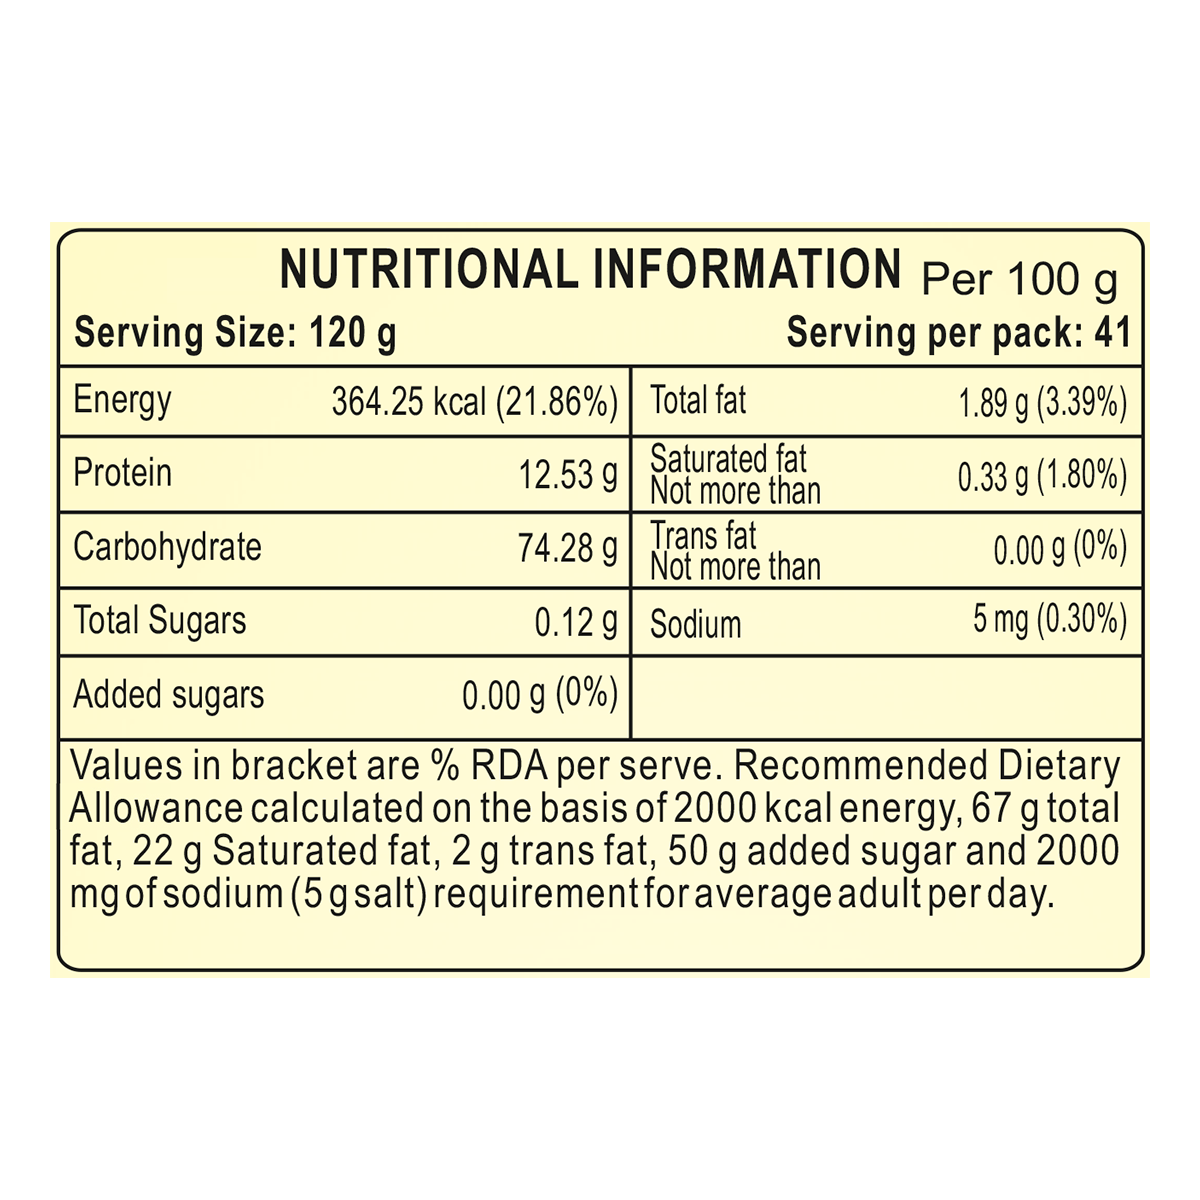 NUTRITIONAL INFORMATION Per 100 g
Serving Size: 120 g Serving per pack: 41
Energy 364.25 kcal (21.86%) Total fat 1.89 g (3.39%)
Protein 12.53 g Saturated fat
Not more than 0.33 g (1.80%)
Carbohydrate 74.28 g Trans fat
Not more than 0.00 g (0%)
Total Sugars 0.12 g Sodium 5 mg (0.30%)
Added sugars 0.00 g (0%)
Values in bracket are % RDA per serve. Recommended Dietary
Allowance calculated on the basis of 2000 kcal energy, 67 g total
fat, 22 g Saturated fat, 2 g trans fat, 50 g added sugar and 2000
mg of sodium (5 g salt) requirement for average adult per day.